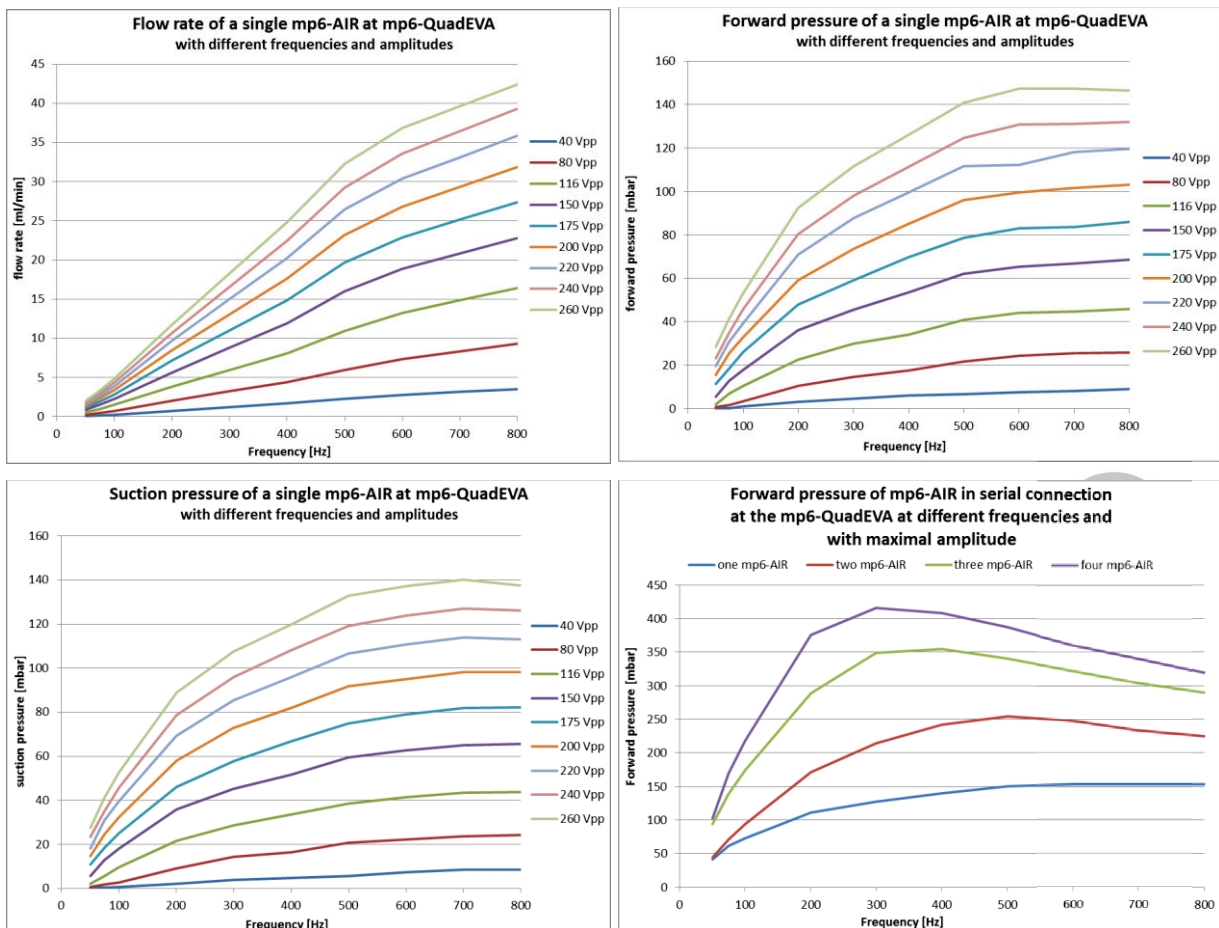 Flow rate of a single mp6-AIR at mp6-QuadEVA
with different frequencies and amplitudes
45
40
35
30
25
20
15
10
5
0
flow rate [ml/min]
0 100 200 300 400 500 600 700 800
Frequency [Hz]
40 Vpp
80 Vpp
116 Vpp
150 Vpp
175 Vpp
200 Vpp
220 Vpp
240 Vpp
260 Vpp
Forward pressure of a single mp6-AIR at mp6-QuadEVA
with different frequencies and amplitudes
160
140
120
100
80
60
40
20
0
forward pressure [mbar]
0 100 200 300 400 500 600 700 800
Frequency [Hz]
40 Vpp
80 Vpp
116 Vpp
150 Vpp
175 Vpp
200 Vpp
220 Vpp
240 Vpp
260 Vpp
Suction pressure of a single mp6-AIR at mp6-QuadEVA
with different frequencies and amplitudes
160
140
120
100
80
60
40
20
0
suction pressure [mbar]
0 100 200 300 400 500 600 700 800
Frequency [Hz]
40 Vpp
80 Vpp
116 Vpp
150 Vpp
175 Vpp
200 Vpp
220 Vpp
240 Vpp
260 Vpp
Forward pressure of mp6-AIR in serial connection
at the mp6-QuadEVA at different frequencies and
with maximal amplitude
one mp6-AIR two mp6-AIR three mp6-AIR four mp6-AIR
450
400
350
300
250
200
150
100
50
0
Forward pressure [mbar]
0 100 200 300 400 500 600 700 800
Frequency [Hz]